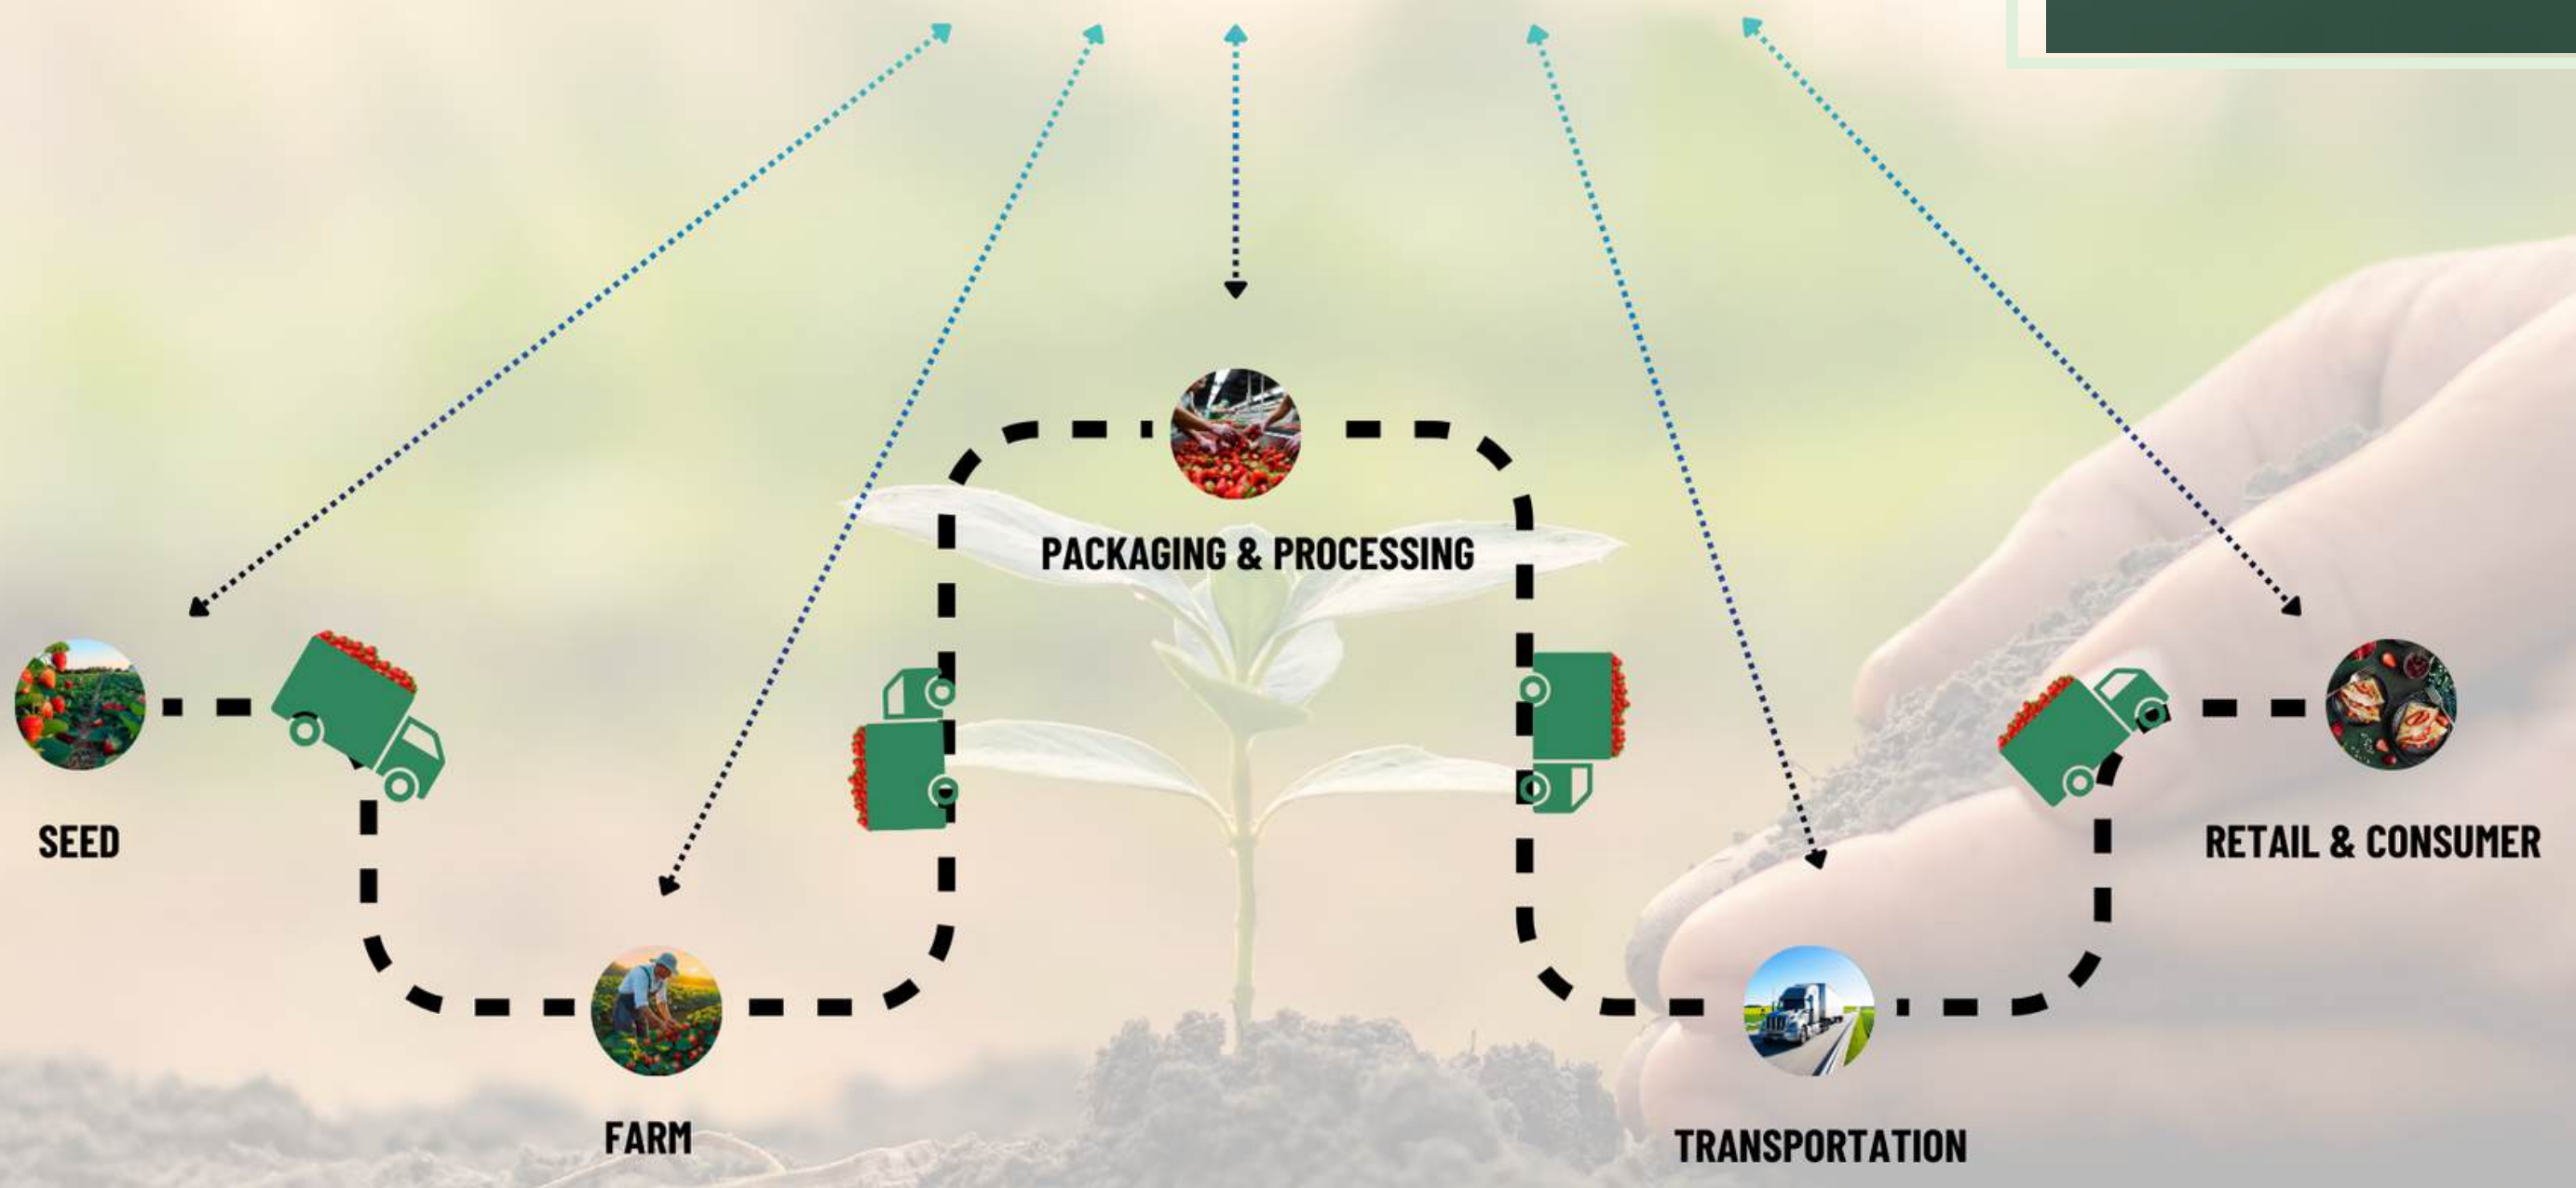 SEED
FARM
PACKAGING & PROCESSING
TRANSPORTATION
RETAIL & CONSUMER